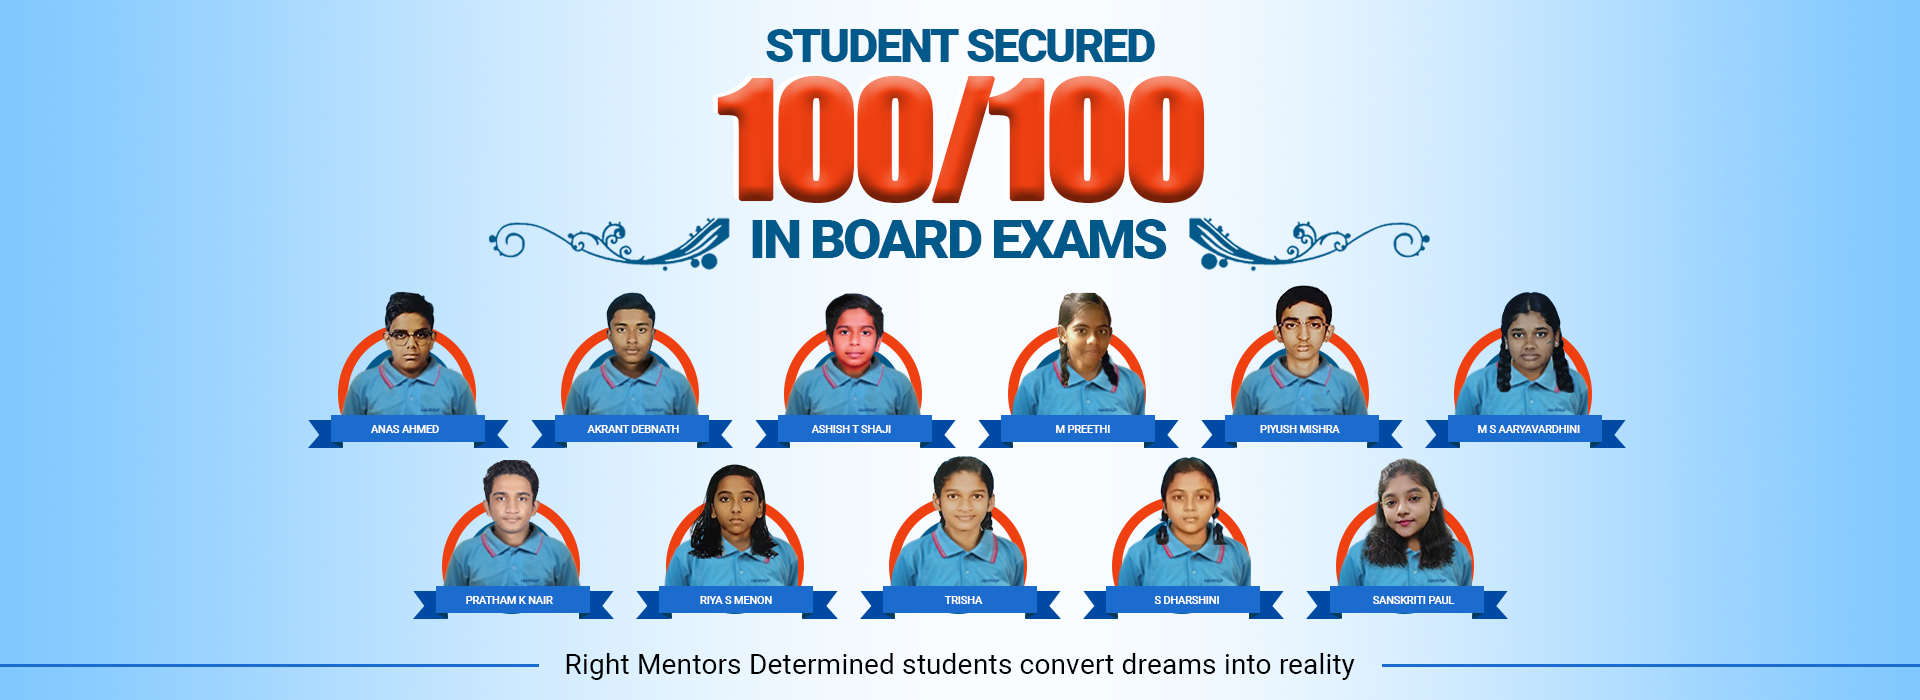 STUDENT SECURED
100/100
IN BOARD EXAMS
ANAS AHMED
AKRANT DEBNATH
ASHISH T SHAJI
M PREETHI
PIYUSH MISHRA
M S AARYAVARDHINI
PRATHAM K NAIR
RIYA S MENON
TRISHA
S DHARSHINI
SANSKRITI PAUL
Right Mentors Determined students convert dreams into reality